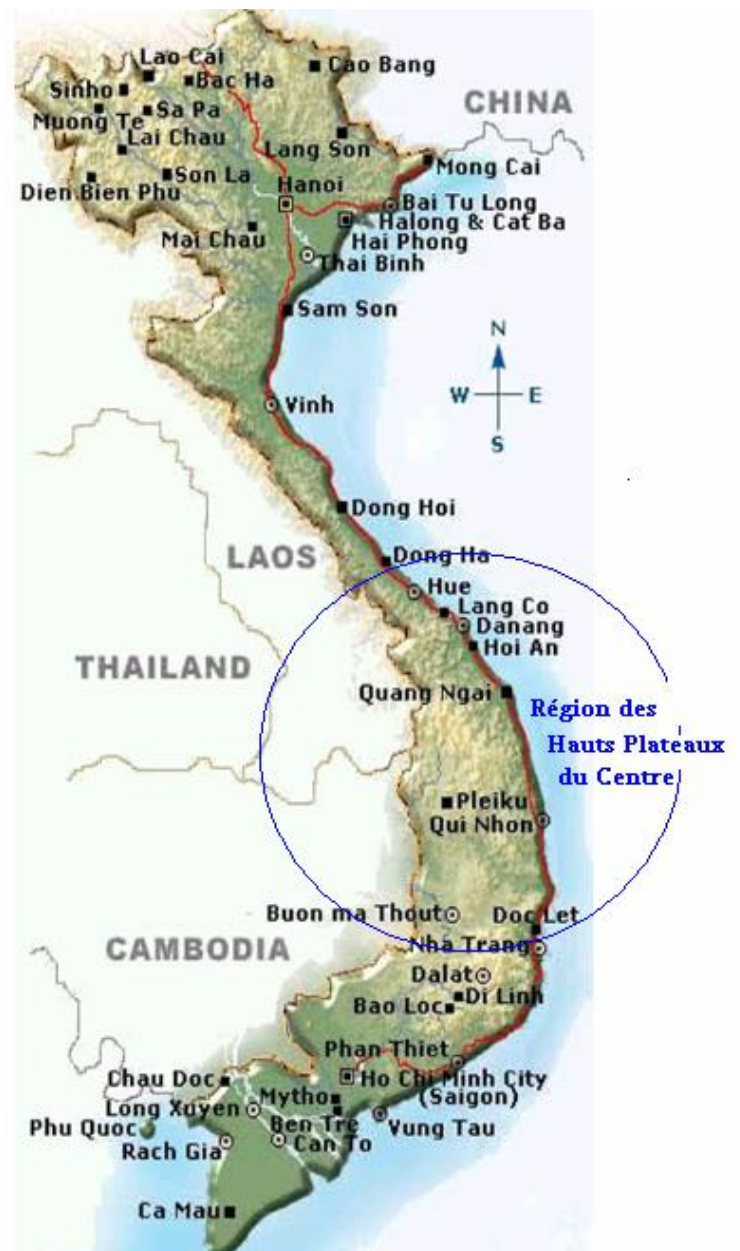 Lao Cai
Cao Bang
Bac Ha
Sinho
CHINA
Sa Pa
Muong Te
Lai Chau
Lang Son
Mong Cai
Son La
Dien Bien Phu
Hanoi
Bai Tu Long
Halong & Cat Ba
Mai Chau
Hai Phong
Thai Binh
Sam Son
N
W
E
S
Vinh
Dong Hoi
LAOS
Dong Ha
Hue
Lang Co
Danang
Hoi An
THAILAND
Quang Ngai
Région des
Hauts Plateaux
du Centre
Pleiku
Qui Nhon
Buon ma Thout
Doc Let
CAMBODIA
Nha Trang
Dalat
Di Linh
Bao Loc
Phan Thiet
Chau Doc
Ho Chi Minh City
(Saigon)
Mytho
Long Xuyen
Phu Quoc
Ben Tre
Vung Tau
Rach Gia
Can To
Ca Mau